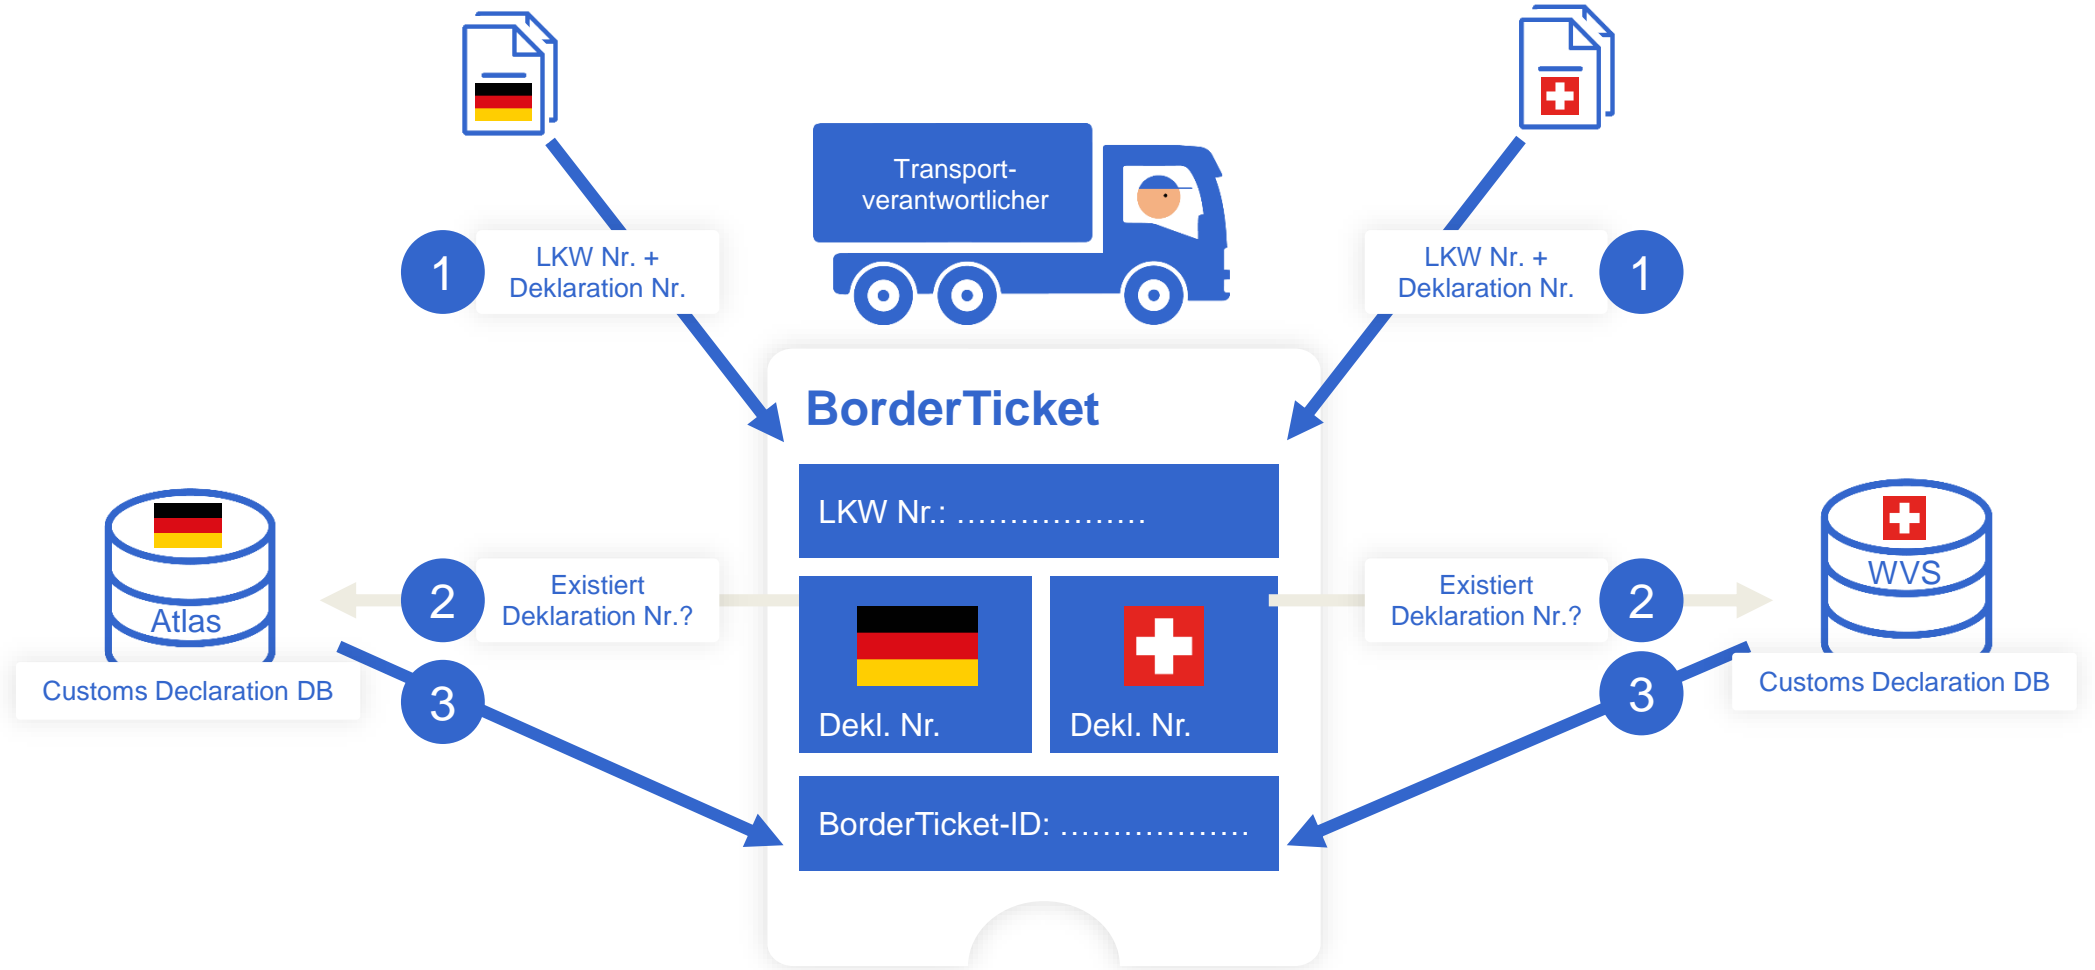 Transport-
verantwortlicher
1
LKW Nr. +
Deklaration Nr.
LKW Nr. +
Deklaration Nr.
1
BorderTicket
LKW Nr.: ..................
Atlas
Customs Declaration DB
2
Existiert
Deklaration Nr.?
3
Dekl. Nr.
Dekl. Nr.
Existiert
Deklaration Nr.?
2
3
WVS
Customs Declaration DB
BorderTicket-ID: ..................